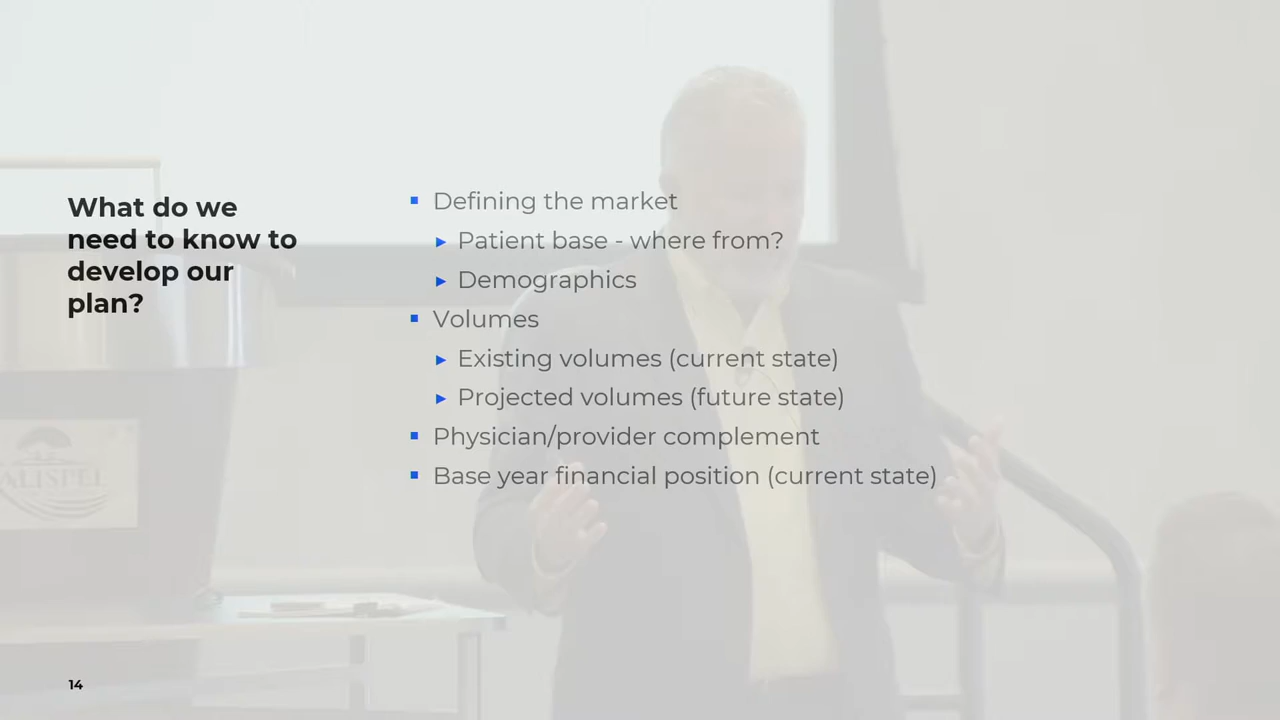 What do we
need to know to
develop our
plan?
Defining the market
Patient base - where from?
Demographics
Volumes
Existing volumes (current state)
Projected volumes (future state)
Physician/provider complement
Base year financial position (current state)
14